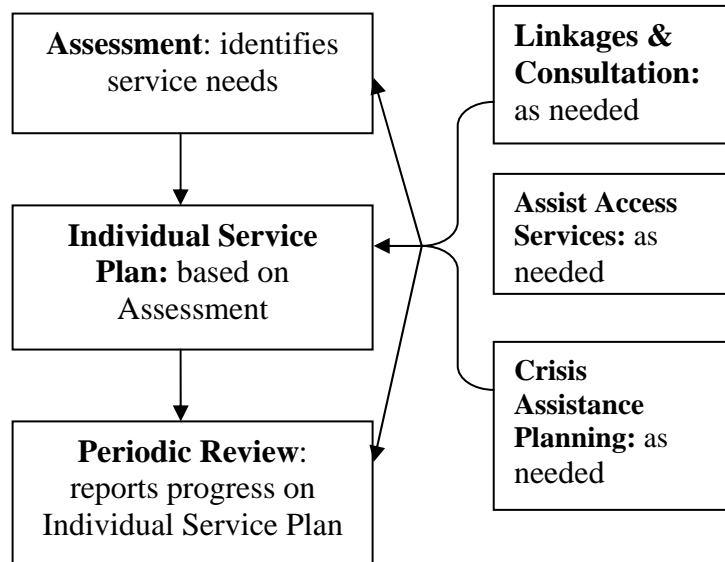 Assessment: identifies
service needs
Individual Service
Plan: based on
Assessment
Periodic Review:
reports progress on
Individual Service Plan
Linkages &
Consultation:
as needed
Assist Access
Services: as
needed
Crisis
Assistance
Planning: as
needed